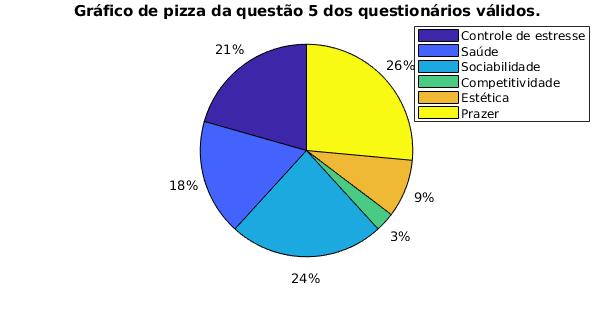 Gráfico de pizza da questão 5 dos questionários válidos.
21%
26%
Controle de estresse
Saúde
Sociabilidade
Competitividade
Estética
Prazer
18%
9%
3%
24%